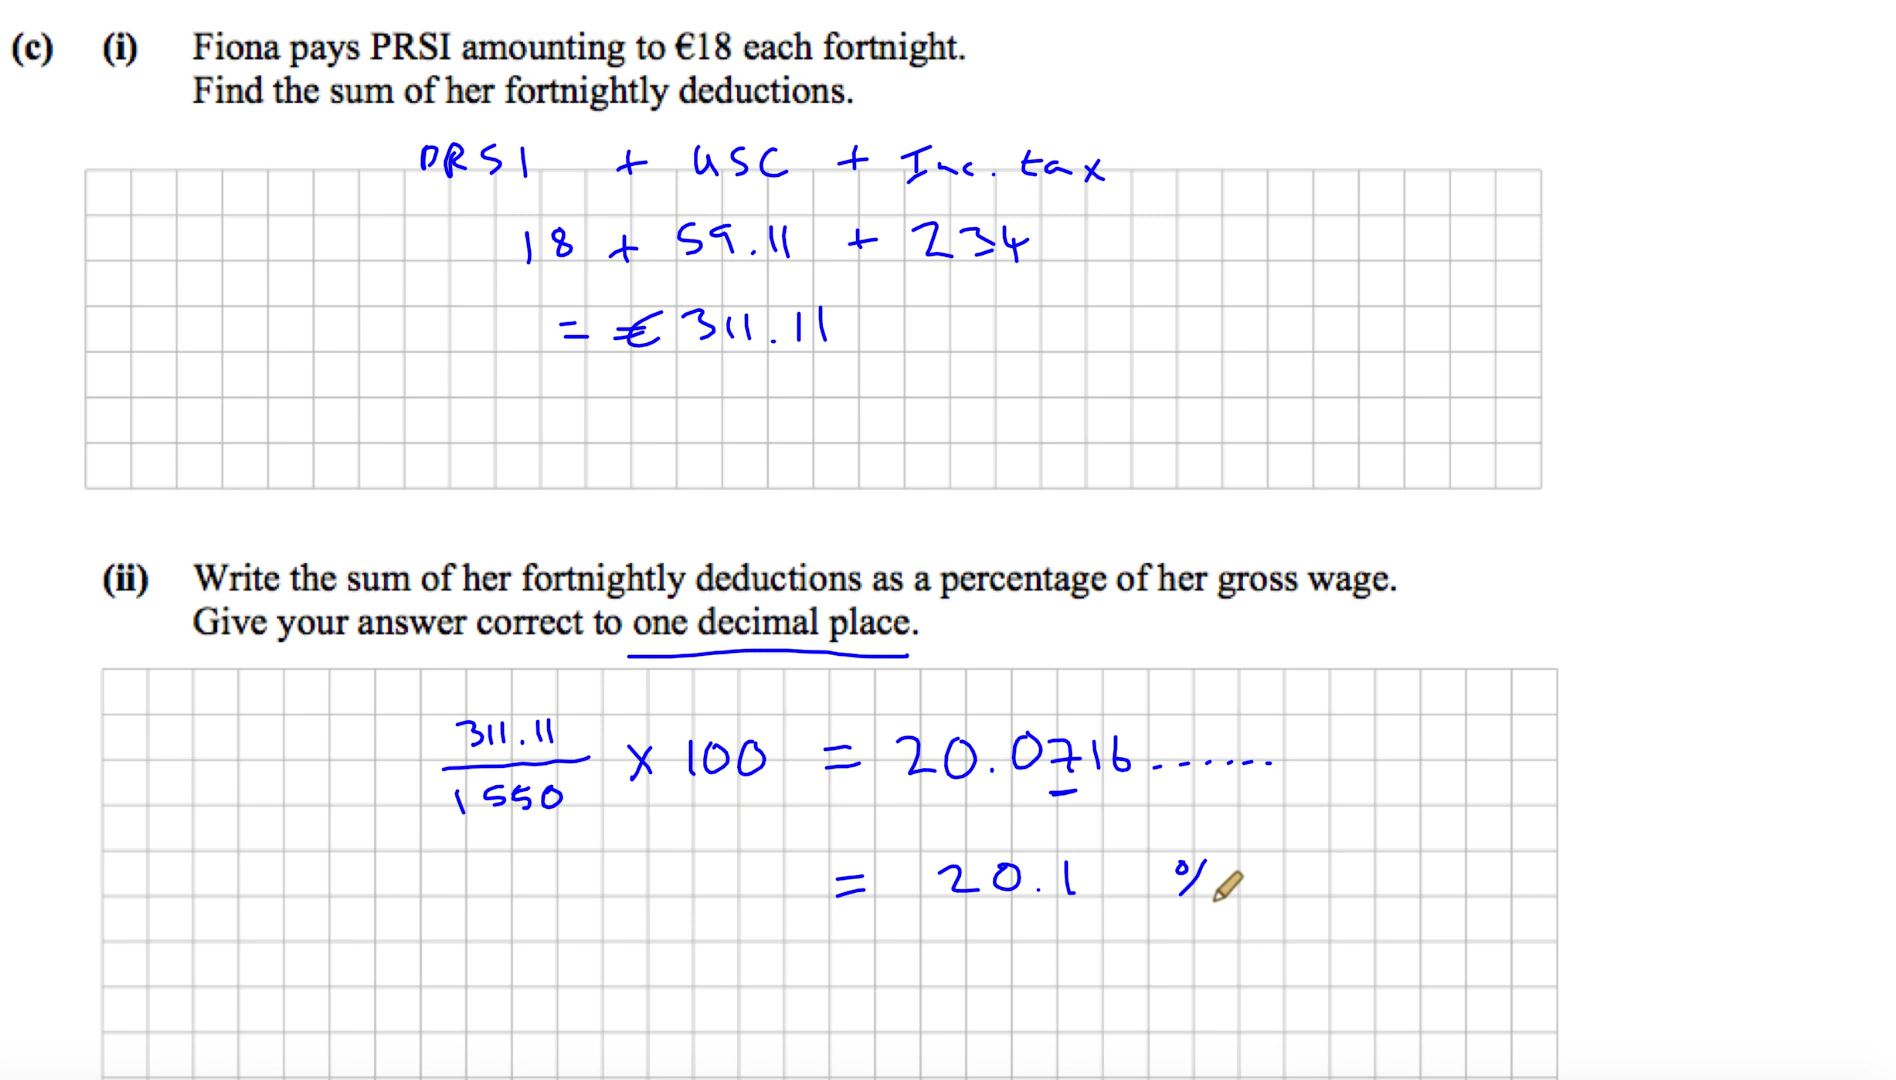 (c) (i) Fiona pays PRSI amounting to €18 each fortnight.
Find the sum of her fortnightly deductions.
PRSI + USC + Inc. tax
18 + 59.11 + 234
= €311.11
(ii) Write the sum of her fortnightly deductions as a percentage of her gross wage.
Give your answer correct to one decimal place.
311.11
/1550 × 100 = 20.0716.......
= 20.1 %